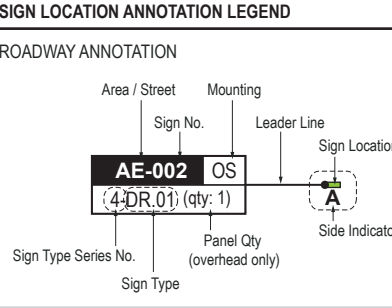 SIGN LOCATION ANNOTATION LEGEND
ROADWAY ANNOTATION
Area / Street Mounting
Sign No. Leader Line
Sign Location
AE-002 OS
4-DR.01 (qty: 1)
A
Side Indicato
Panel Qty
(overhead only)
Sign Type Series No.
Sign Type